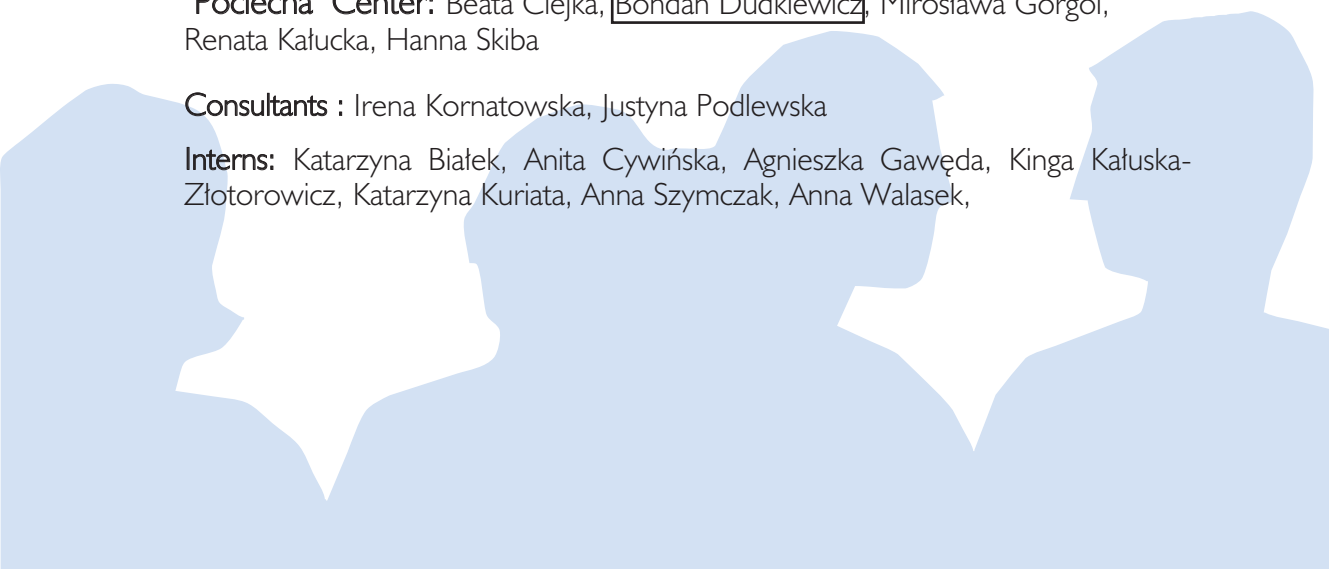 "Pociecha" Center: Beata Ciejka, Bohdan Dudkiewicz, Mirosława Gorgol,
Renata Kałucka, Hanna Skiba
Consultants : Irena Kornatowska, Justyna Podlewska
Interns: Katarzyna Białek, Anita Cywińska, Agnieszka Gawęda, Kinga Kałuska-
Złotorowicz, Katarzyna Kuriata, Anna Szymczak, Anna Walasek,